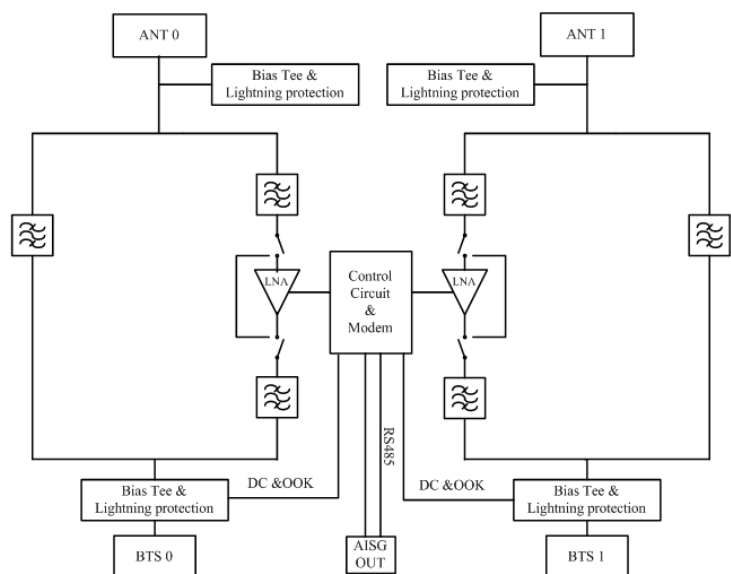 ANT 0
ANT 1
Bias Tee &
Lightning protection
Bias Tee &
Lightning protection
LNA
Control
Circuit
&
Modem
LNA
RS485
DC &OOK
DC &OOK
Bias Tee &
Lightning protection
Bias Tee &
Lightning protection
BTS 0
AISG
OUT
BTS 1